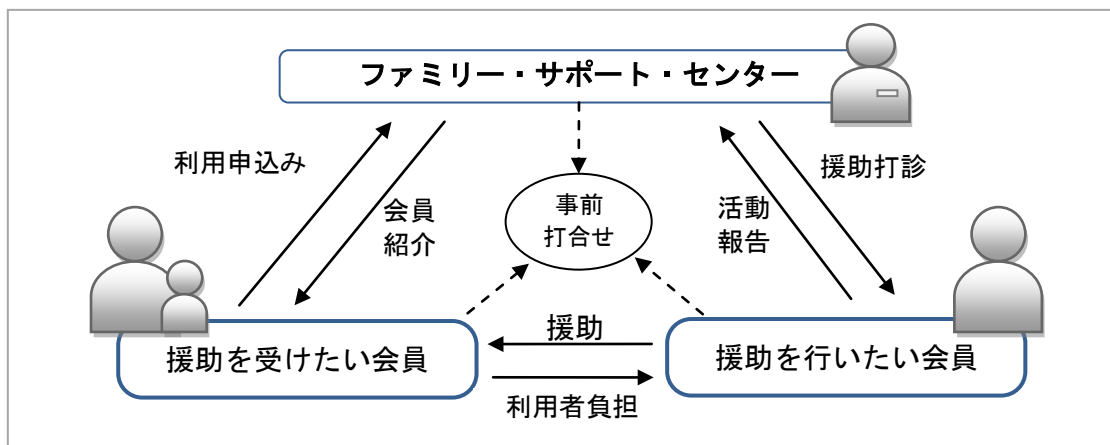 ファミリー・サポート・センター
利用申込み
会員
紹介
事前
打合せ
活動
報告
援助打診
援助を受けたい会員
援助
利用者負担
援助を行いたい会員